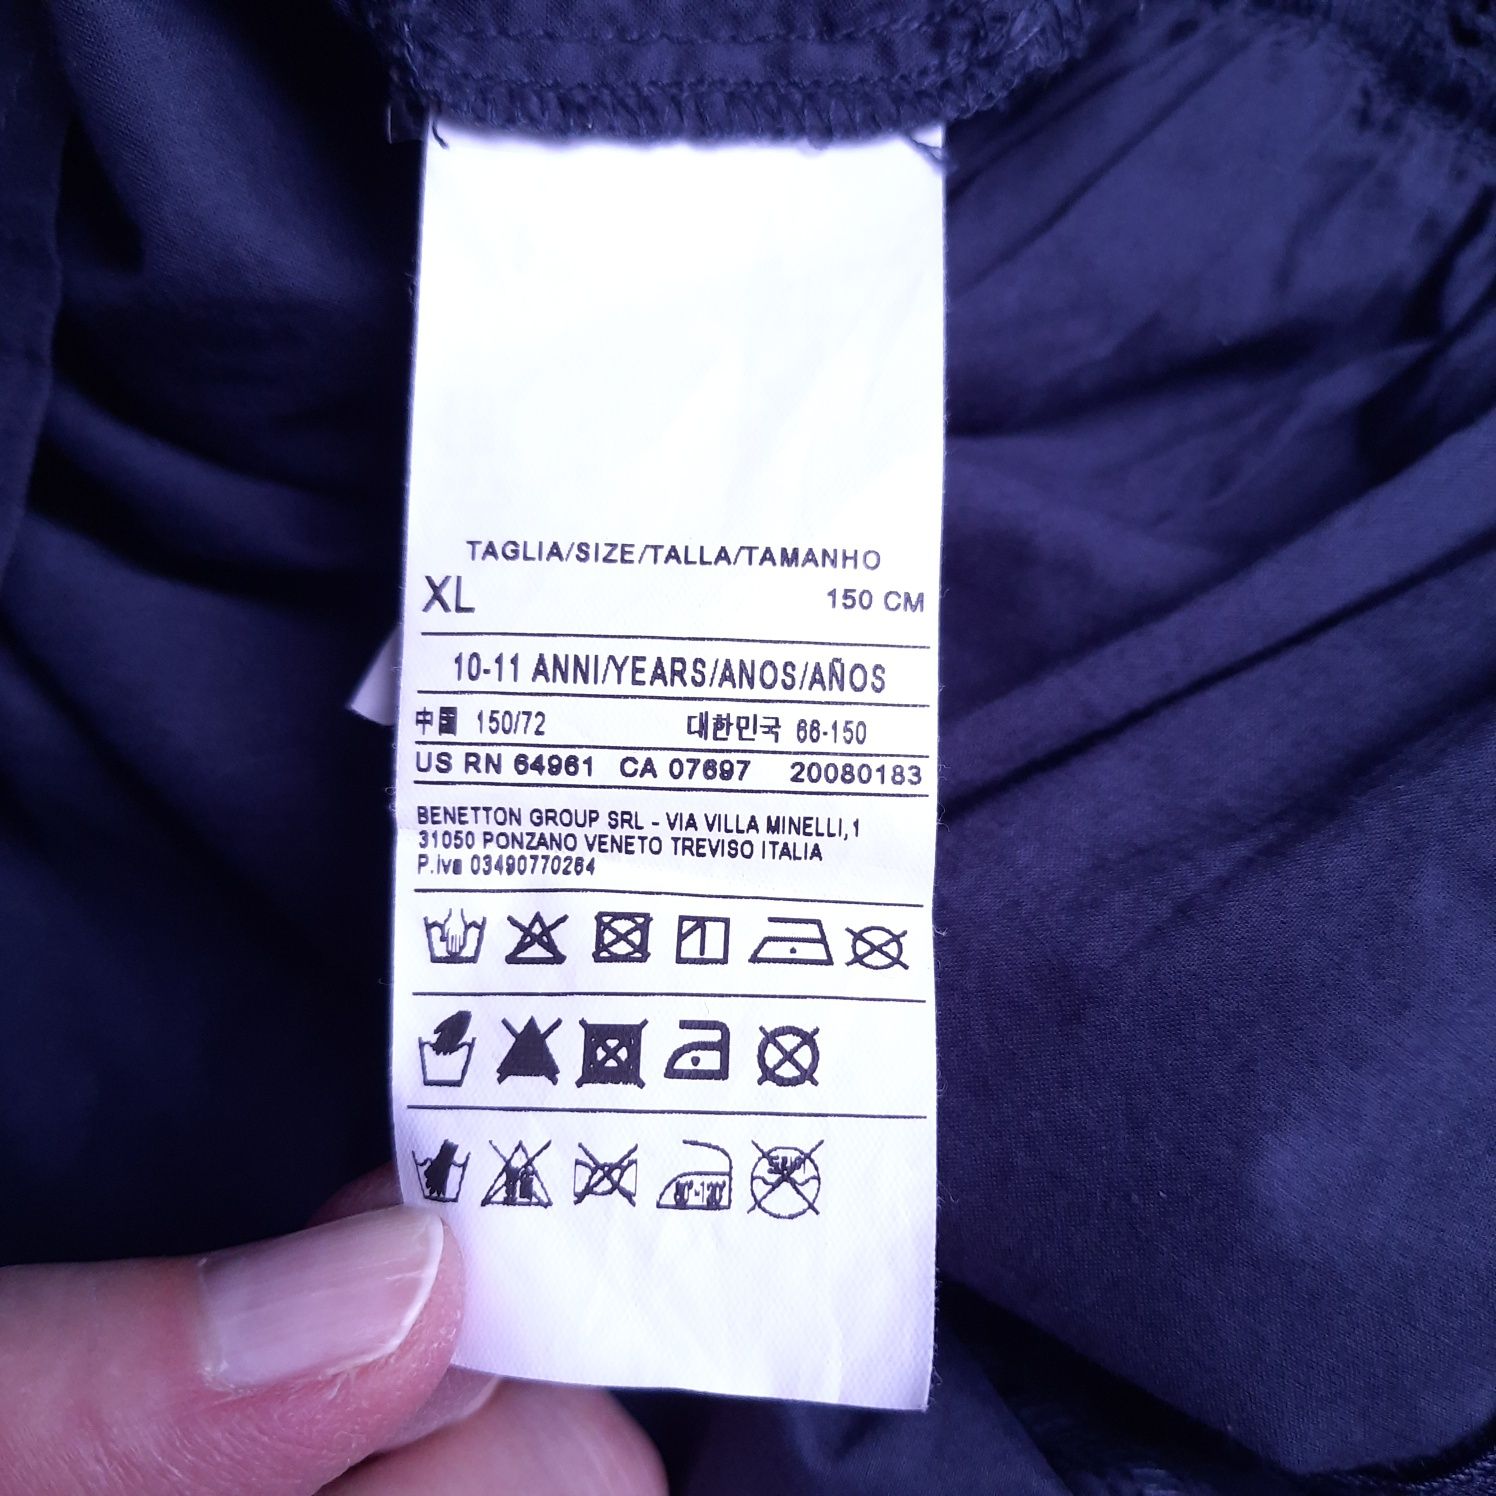 TAGLIA/SIZE/TALLA/TAMANHO
XL 150 CM
10-11 ANNI/YEARS/ANOS/AÑOS
中国 150/72 대한민국 66-150
US RN 64961 CA 07697 20080183
BENETTON GROUP SRL - VIA VILLA MINELLI,1
31050 PONZANO VENETO TREVISO ITALIA
P.iva 03490770264